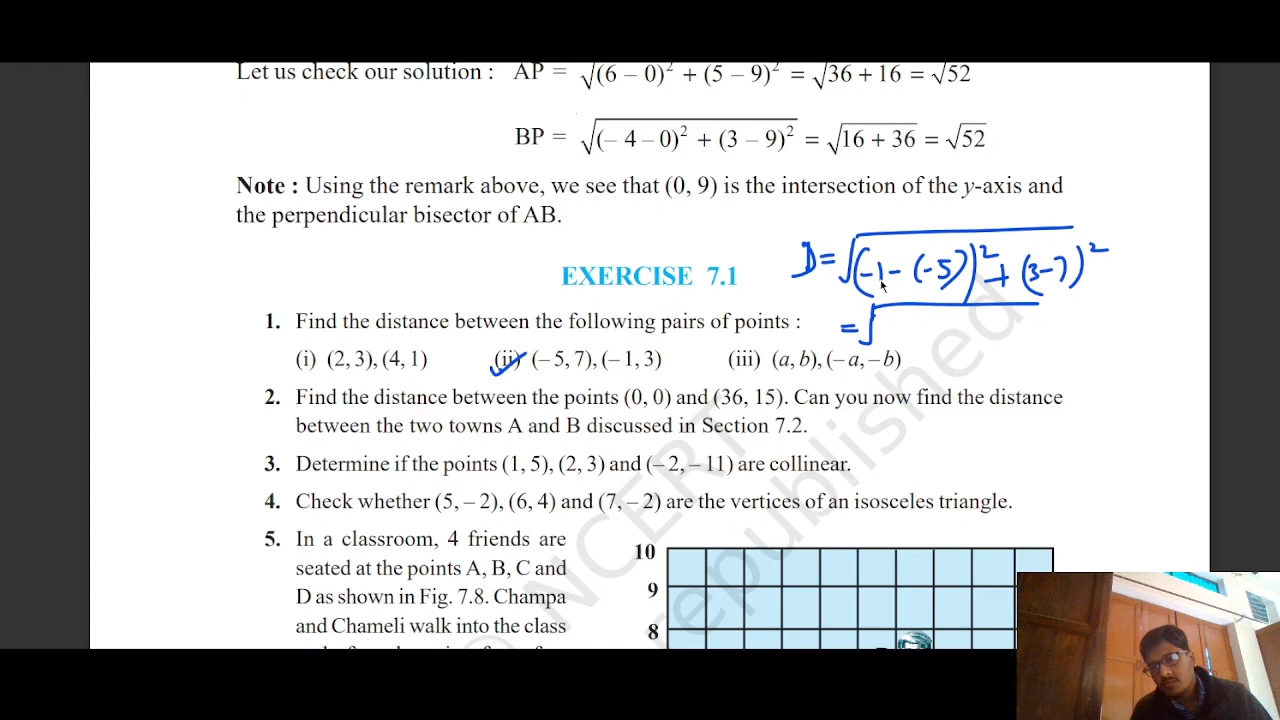 Let us check our solution : AP = √(6 – 0)² + (5 – 9)² = √36 + 16 = √52
BP = √(– 4 – 0)² + (3 – 9)² = √16 + 36 = √52
Note : Using the remark above, we see that (0, 9) is the intersection of the y-axis and
the perpendicular bisector of AB.
D = √(-1 - (-5))² + (3-7)²
EXERCISE 7.1
1. Find the distance between the following pairs of points :
= √
(i) (2, 3), (4, 1) (ii) (– 5, 7), (– 1, 3) (iii) (a, b), (– a, – b)
2. Find the distance between the points (0, 0) and (36, 15). Can you now find the distance
between the two towns A and B discussed in Section 7.2.
3. Determine if the points (1, 5), (2, 3) and (– 2, – 11) are collinear.
4. Check whether (5, – 2), (6, 4) and (7, – 2) are the vertices of an isosceles triangle.
5. In a classroom, 4 friends are
seated at the points A, B, C and
D as shown in Fig. 7.8. Champa
and Chameli walk into the class
10
9
8
© NCERT
republished